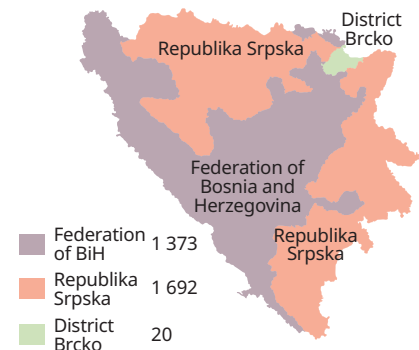 District
Brcko
Republika Srpska
Federation of
Bosnia and
Herzegovina
Republika
Srpska
Federation
of BiH 1 373
Republika
Srpska 1 692
District
Brcko 20